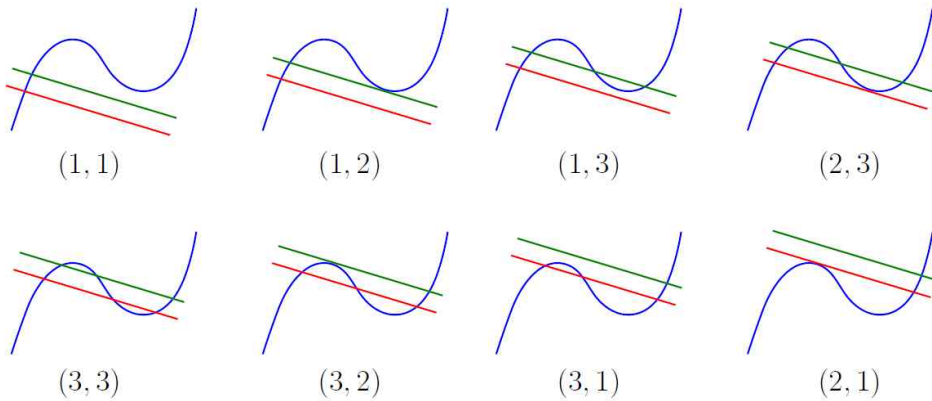 (1, 1) (1, 2) (1, 3) (2, 3)
(3, 3) (3, 2) (3, 1) (2, 1)